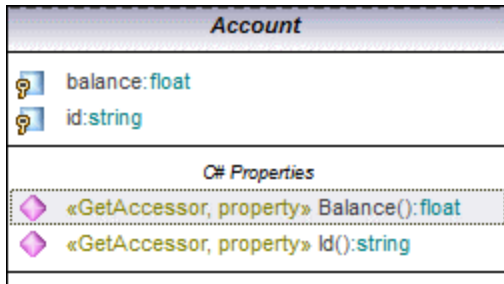 Account
balance:float
id:string
C# Properties
«GetAccessor, property» Balance():float
«GetAccessor, property» Id():string